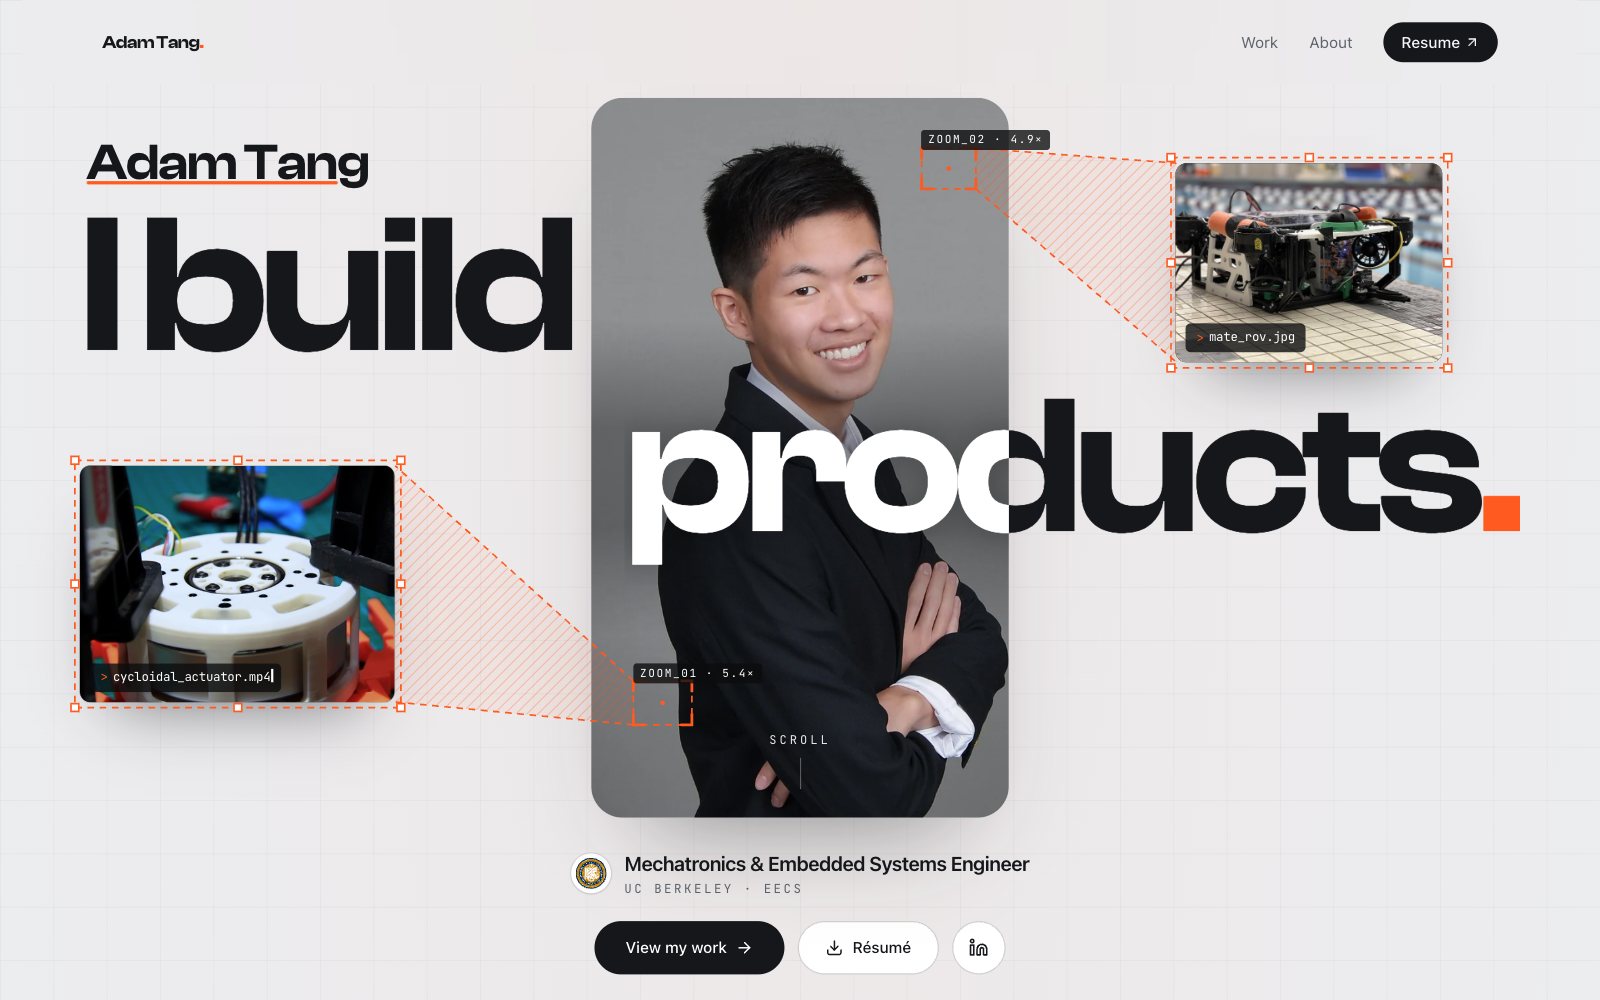 Adam Tang.
Work
About
Resume
Adam Tang
I build
products.
ZOOM_02 · 4.9×
> mate_rov.jpg
> cycloidal_actuator.mp4
ZOOM_01 · 5.4×
SCROLL
Mechatronics & Embedded Systems Engineer
UC BERKELEY · EECS
View my work →
Résumé
in